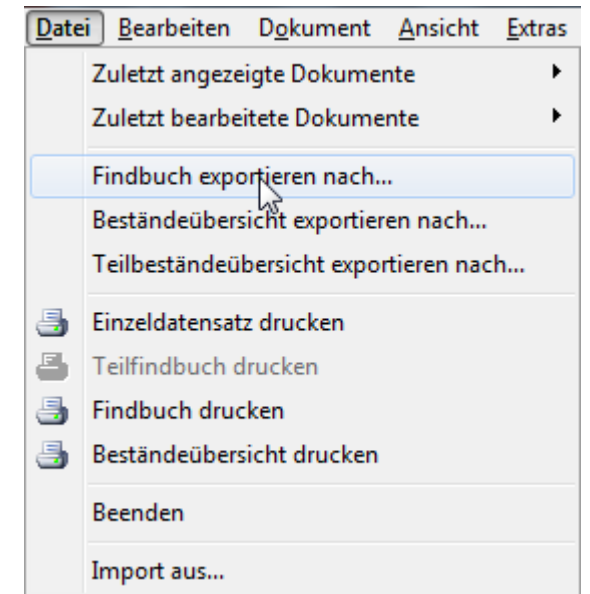 Datei Bearbeiten Dokument Ansicht Extras
Zuletzt angezeigte Dokumente
Zuletzt bearbeitete Dokumente
Findbuch exportieren nach...
Beständeübersicht exportieren nach...
Teilbeständeübersicht exportieren nach...
Einzeldatensatz drucken
Teilfindbuch drucken
Findbuch drucken
Beständeübersicht drucken
Beenden
Import aus...